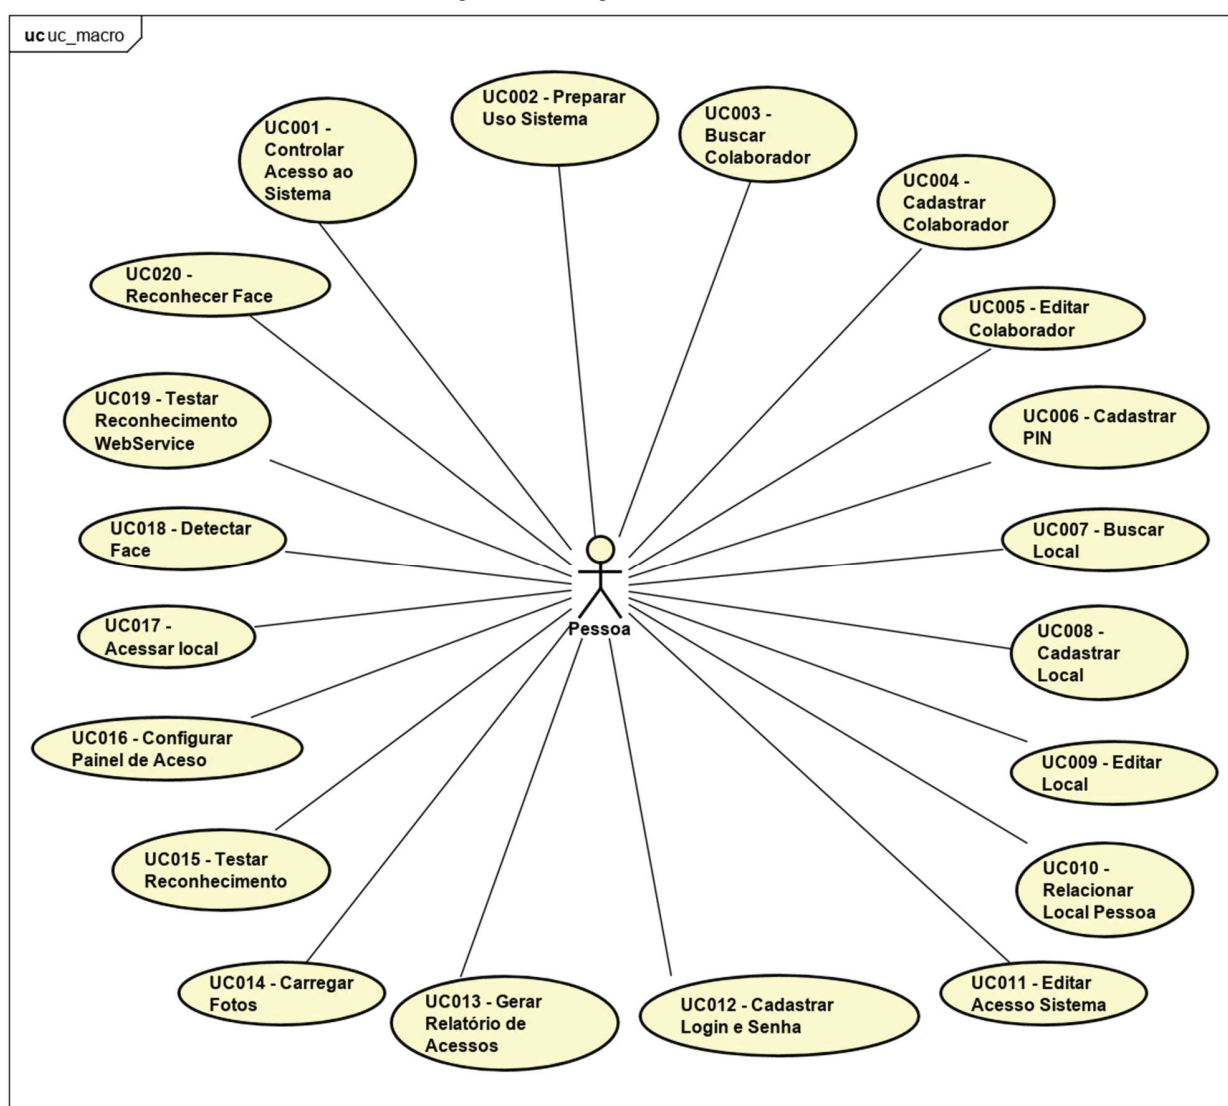 uc uc_macro
UC001 -
Controlar
Acesso ao
Sistema
UC002 - Preparar
Uso Sistema
UC003 -
Buscar
Colaborador
UC004 -
Cadastrar
Colaborador
UC005 - Editar
Colaborador
UC006 - Cadastrar
PIN
UC007 - Buscar
Local
UC008 -
Cadastrar
Local
UC009 - Editar
Local
UC010 -
Relacionar
Local Pessoa
UC011 - Editar
Acesso Sistema
UC012 - Cadastrar
Login e Senha
UC013 - Gerar
Relatório de
Acessos
UC014 - Carregar
Fotos
UC015 - Testar
Reconhecimento
UC016 - Configurar
Painel de Aceso
UC017 -
Acessar local
UC018 - Detectar
Face
UC019 - Testar
Reconhecimento
WebService
UC020 -
Reconhecer Face
Pessoa